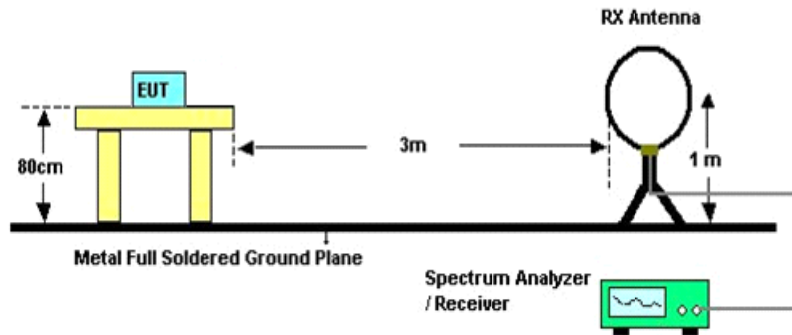 RX Antenna
EUT
80cm
3m
1 m
Metal Full Soldered Ground Plane
Spectrum Analyzer
/ Receiver